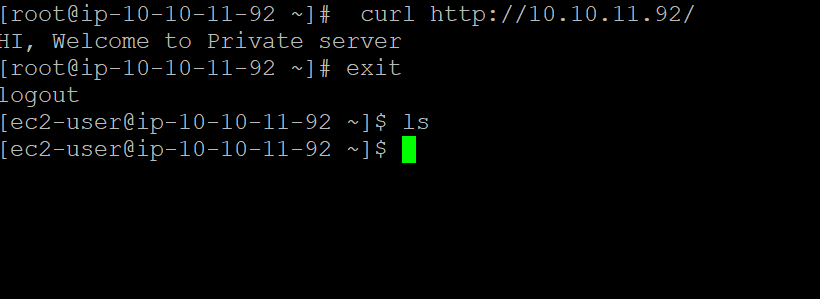 [root@ip-10-10-11-92 ~]#  curl http://10.10.11.92/
HI, Welcome to Private server
[root@ip-10-10-11-92 ~]# exit
logout
[ec2-user@ip-10-10-11-92 ~]$ ls
[ec2-user@ip-10-10-11-92 ~]$